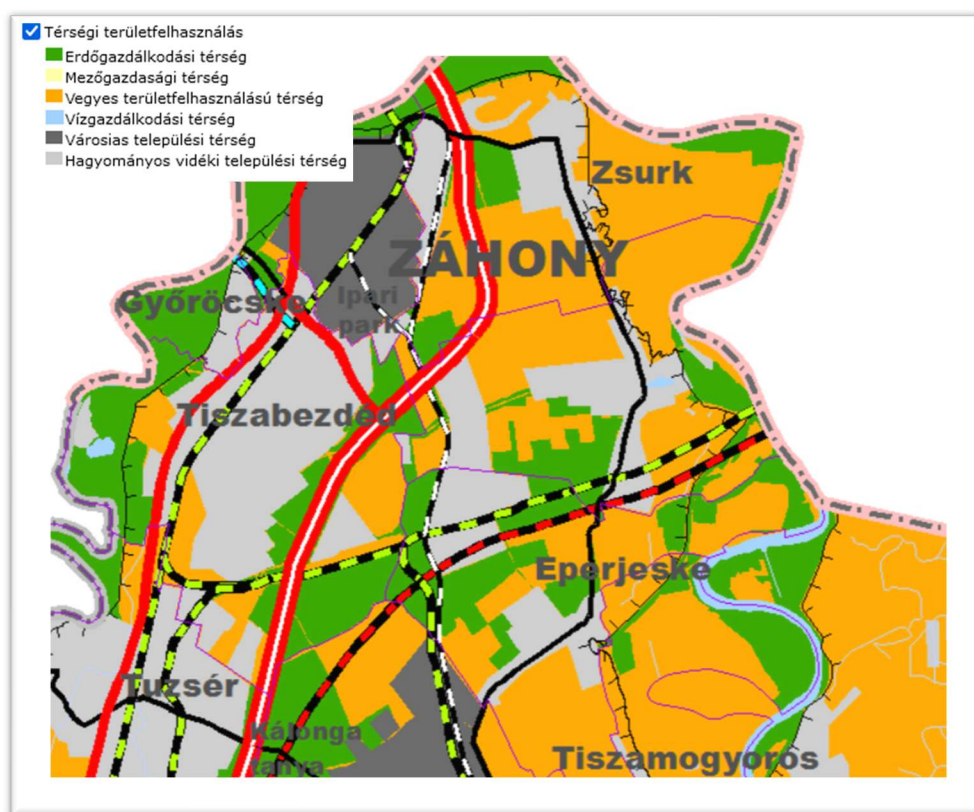 Térségi területfelhasználás
Erdőgazdálkodási térség
Mezőgazdasági térség
Vegyes területfelhasználású térség
Vízgazdálkodási térség
Városias települési térség
Hagyományos vidéki települési térség
Zsurk
ZÁHONY
Győröcske
Ipari
park
Tiszabezdéd
Eperjeske
Tuzsér
Kálonga
tanya
Tiszamogyorós